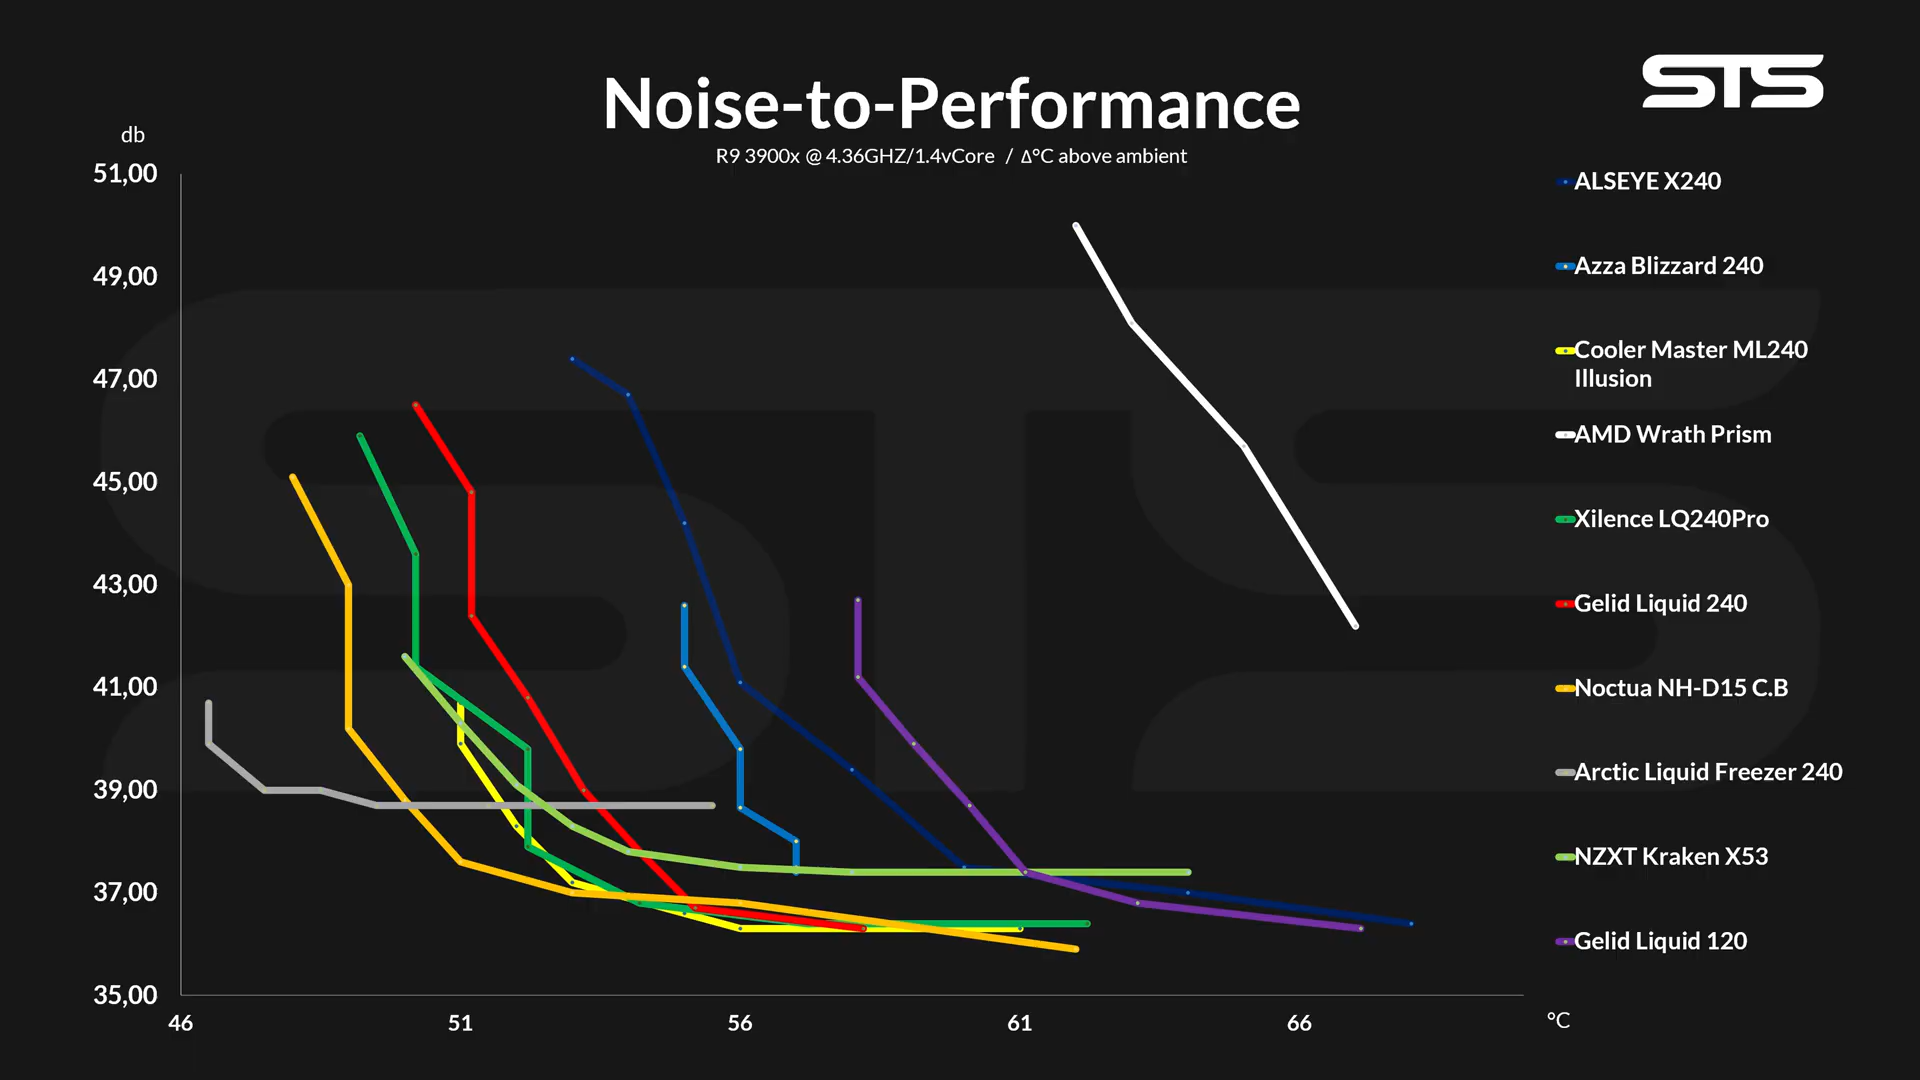 STS
Noise-to-Performance
R9 3900x @ 4.36GHZ/1.4vCore / Δ°C above ambient
db
51,00
49,00
47,00
45,00
43,00
41,00
39,00
37,00
35,00
46
51
56
61
66
°C
ALSEYE X240
Azza Blizzard 240
Cooler Master ML240
Illusion
AMD Wrath Prism
Xilence LQ240Pro
Gelid Liquid 240
Noctua NH-D15 C.B
Arctic Liquid Freezer 240
NZXT Kraken X53
Gelid Liquid 120
STS